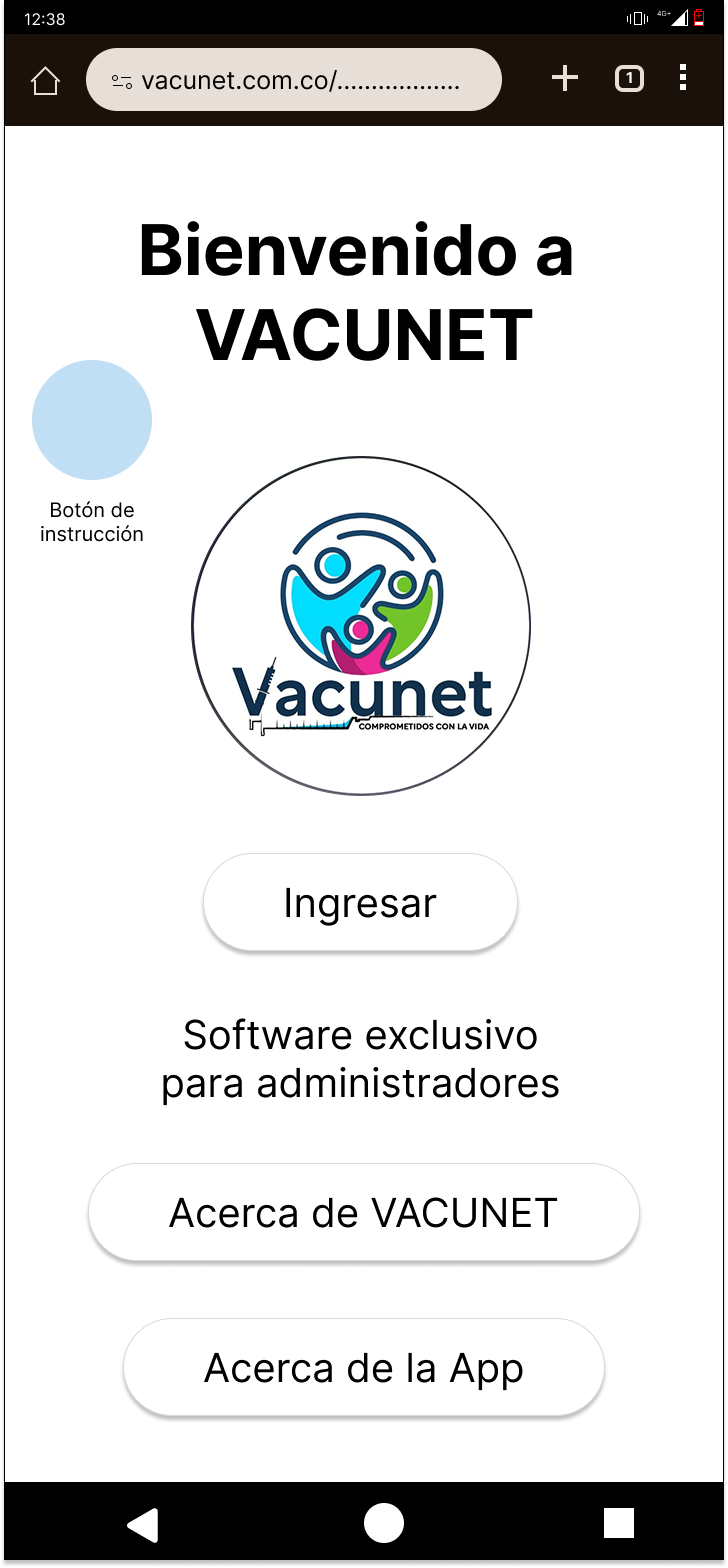 12:38
4G+
vacunet.com.co/..................
1
Bienvenido a
VACUNET
Botón de
instrucción
Vacunet
COMPROMETIDOS CON LA VIDA
Ingresar
Software exclusivo
para administradores
Acerca de VACUNET
Acerca de la App